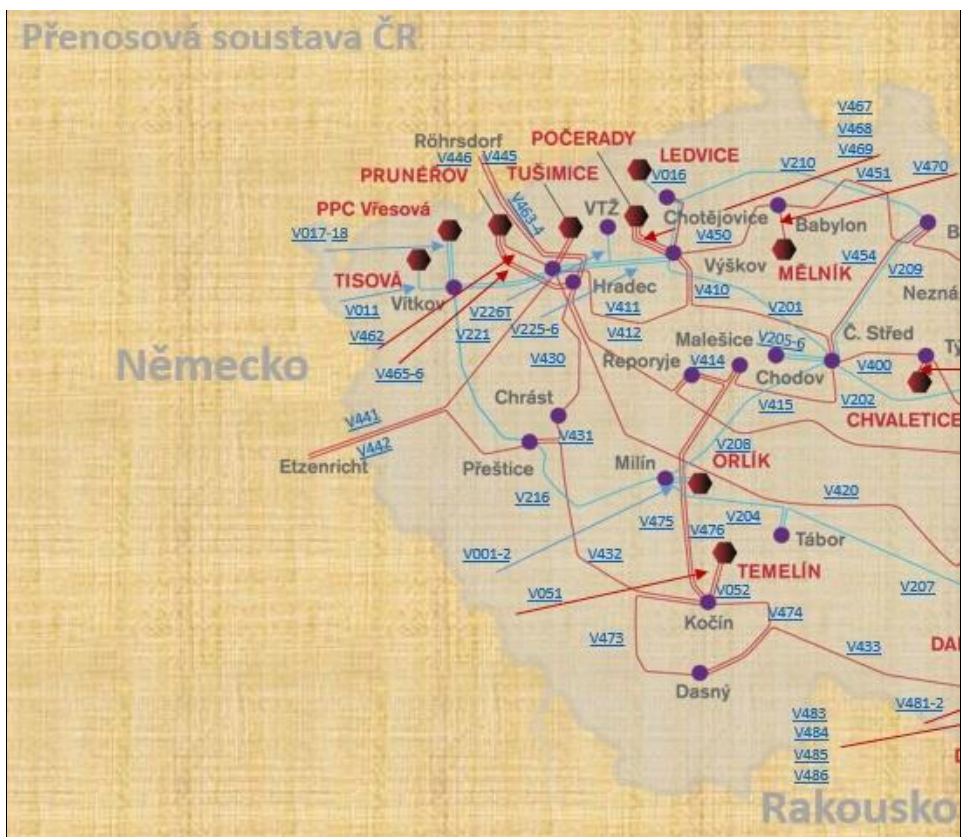 Přenosová soustava ČR
V467
V468
V469
V470
Röhrsdorf
V446
V445
POČERADY
LEDVICE
V210
V451
PRUNÉŘOV
TUŠIMICE
V016
PPC Vřesová
V463-4
VTŽ
Chotějovice
Babylon
B
V017-18
V450
Výškov
MĚLNÍK
V454
V209
TISOVÁ
Vítkov
Hradec
V410
Nezná
V011
V226T
V225-6
V411
V201
V462
V221
V412
Malešice
V205-6
Č. Střed
Německo
V465-6
V430
Reporyje
V414
Chodov
V400
Tý
Chrást
V415
V202
CHVALETICE
V441
V442
V431
Etzenricht
Přeštice
Milín
V208
ORLÍK
V216
V475
V204
V420
V476
Tábor
V001-2
V432
TEMELÍN
V051
V052
V207
Kočín
V474
V473
V433
DAL
Dasný
V481-2
V483
V484
V485
V486
Rakousko